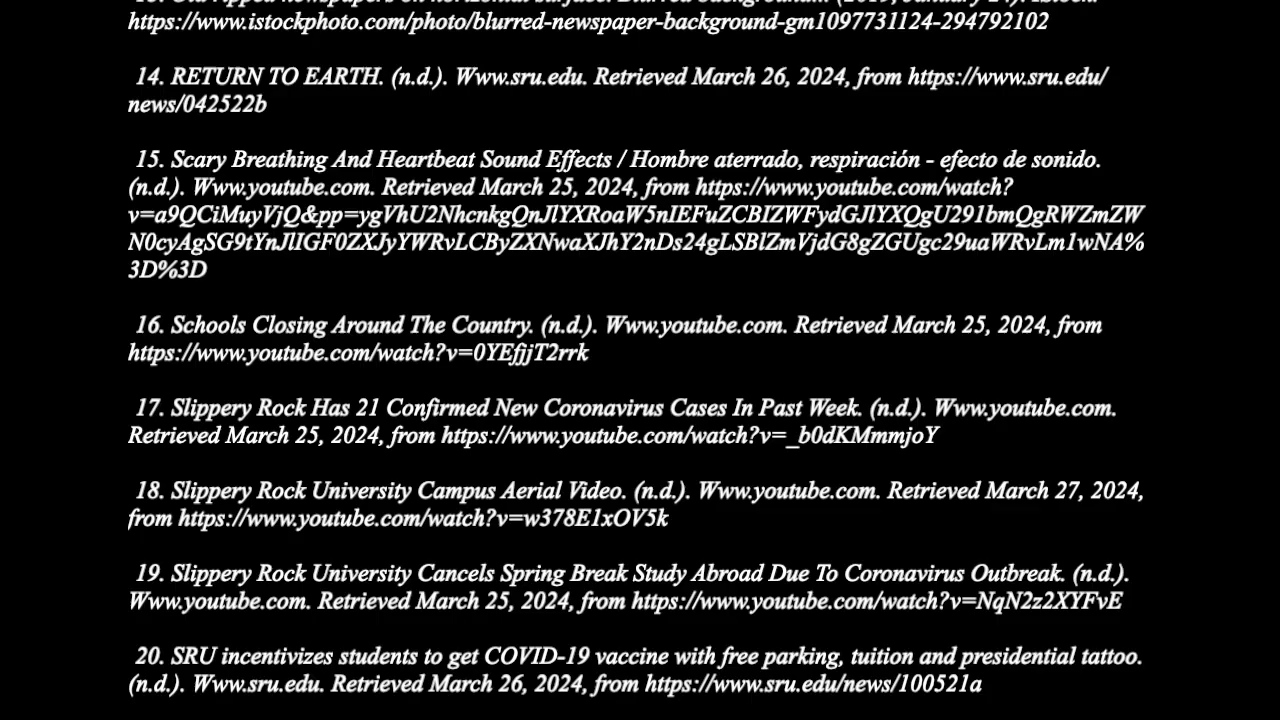 https://www.istockphoto.com/photo/blurred-newspaper-background-gm1097731124-294792102
14. RETURN TO EARTH. (n.d.). Www.sru.edu. Retrieved March 26, 2024, from https://www.sru.edu/
news/042522b
15. Scary Breathing And Heartbeat Sound Effects / Hombre aterrado, respiración - efecto de sonido.
(n.d.). Www.youtube.com. Retrieved March 25, 2024, from https://www.youtube.com/watch?
v=a9QCiMuyVjQ&pp=ygVhU2NhcnkgQnJlYXRoaW5nIEFuZCBIZWFydGJlYXQgU291bmQgRWZmZW
N0cyAgSG9tYnJlIGF0ZXJyYWRvLCByZXNwaXJhY2nDs24gLSBlZmVjdG8gZGUgc29uaWRvLm1wNA%
3D%3D
16. Schools Closing Around The Country. (n.d.). Www.youtube.com. Retrieved March 25, 2024, from
https://www.youtube.com/watch?v=0YEfjjT2rrk
17. Slippery Rock Has 21 Confirmed New Coronavirus Cases In Past Week. (n.d.). Www.youtube.com.
Retrieved March 25, 2024, from https://www.youtube.com/watch?v=_b0dKMmmjoY
18. Slippery Rock University Campus Aerial Video. (n.d.). Www.youtube.com. Retrieved March 27, 2024,
from https://www.youtube.com/watch?v=w378E1xOV5k
19. Slippery Rock University Cancels Spring Break Study Abroad Due To Coronavirus Outbreak. (n.d.).
Www.youtube.com. Retrieved March 25, 2024, from https://www.youtube.com/watch?v=NqN2z2XYFvE
20. SRU incentivizes students to get COVID-19 vaccine with free parking, tuition and presidential tattoo.
(n.d.). Www.sru.edu. Retrieved March 26, 2024, from https://www.sru.edu/news/100521a